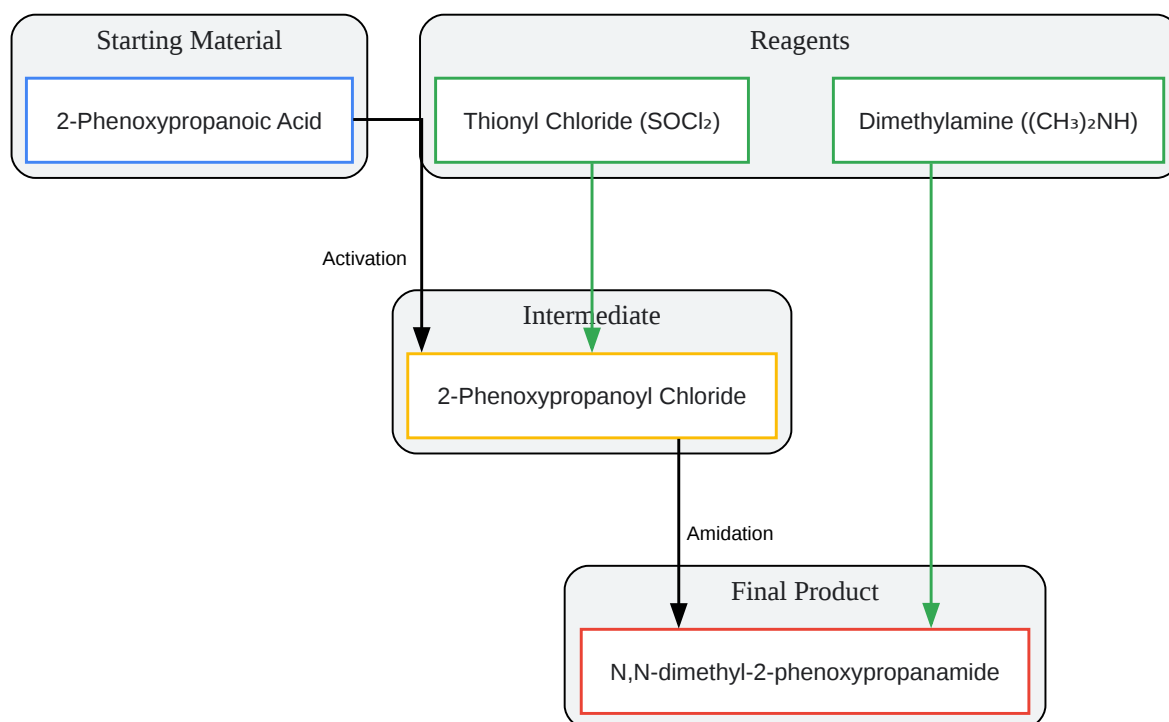 Starting Material
Reagents
2-Phenoxypropanoic Acid
Thionyl Chloride (SOCl₂)
Dimethylamine ((CH₃)₂NH)
Activation
Intermediate
2-Phenoxypropanoyl Chloride
Amidation
Final Product
N,N-dimethyl-2-phenoxypropanamide